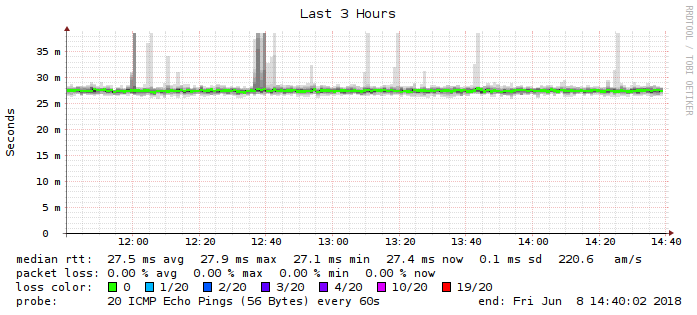 Last 3 Hours
RRDTOOL / TOBI OETIKER
Seconds
35 m
30 m
25 m
20 m
15 m
10 m
5 m
0
12:00 12:20 12:40 13:00 13:20 13:40 14:00 14:20 14:40
median rtt: 27.5 ms avg 27.9 ms max 27.1 ms min 27.4 ms now 0.1 ms sd 220.6 am/s
packet loss: 0.00 % avg 0.00 % max 0.00 % min 0.00 % now
loss color: 0 1/20 2/20 3/20 4/20 10/20 19/20
probe: 20 ICMP Echo Pings (56 Bytes) every 60s end: Fri Jun 8 14:40:02 2018